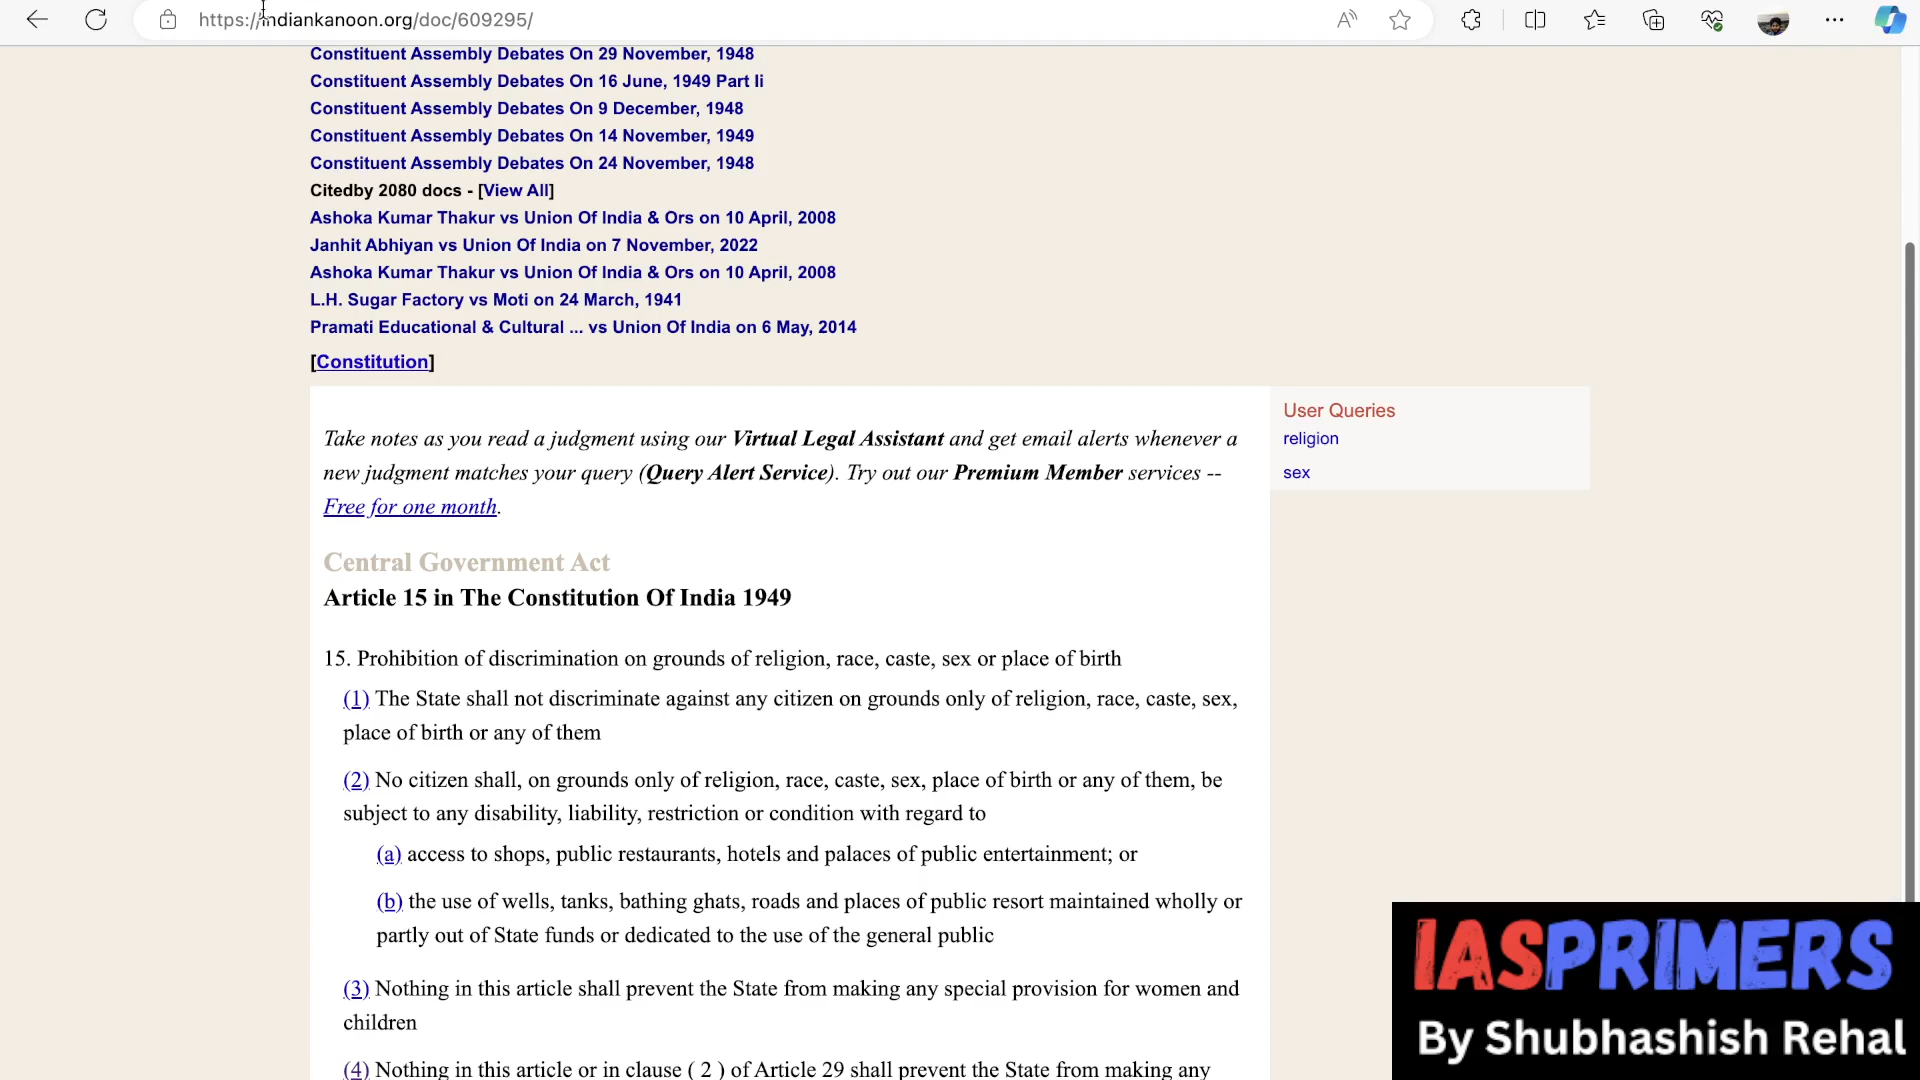 https://indiankanoon.org/doc/609295/
Constituent Assembly Debates On 29 November, 1948
Constituent Assembly Debates On 16 June, 1949 Part Ii
Constituent Assembly Debates On 9 December, 1948
Constituent Assembly Debates On 14 November, 1949
Constituent Assembly Debates On 24 November, 1948
Citedby 2080 docs - [View All]
Ashoka Kumar Thakur vs Union Of India & Ors on 10 April, 2008
Janhit Abhiyan vs Union Of India on 7 November, 2022
Ashoka Kumar Thakur vs Union Of India & Ors on 10 April, 2008
L.H. Sugar Factory vs Moti on 24 March, 1941
Pramati Educational & Cultural ... vs Union Of India on 6 May, 2014
[Constitution]
Take notes as you read a judgment using our Virtual Legal Assistant and get email alerts whenever a
new judgment matches your query (Query Alert Service). Try out our Premium Member services --
Free for one month.
User Queries
religion
sex
Central Government Act
Article 15 in The Constitution Of India 1949
15. Prohibition of discrimination on grounds of religion, race, caste, sex or place of birth
(1) The State shall not discriminate against any citizen on grounds only of religion, race, caste, sex,
place of birth or any of them
(2) No citizen shall, on grounds only of religion, race, caste, sex, place of birth or any of them, be
subject to any disability, liability, restriction or condition with regard to
(a) access to shops, public restaurants, hotels and palaces of public entertainment; or
(b) the use of wells, tanks, bathing ghats, roads and places of public resort maintained wholly or
partly out of State funds or dedicated to the use of the general public
(3) Nothing in this article shall prevent the State from making any special provision for women and
children
(4) Nothing in this article or in clause ( 2 ) of Article 29 shall prevent the State from making any
IASPRIMERS
By Shubhashish Rehal